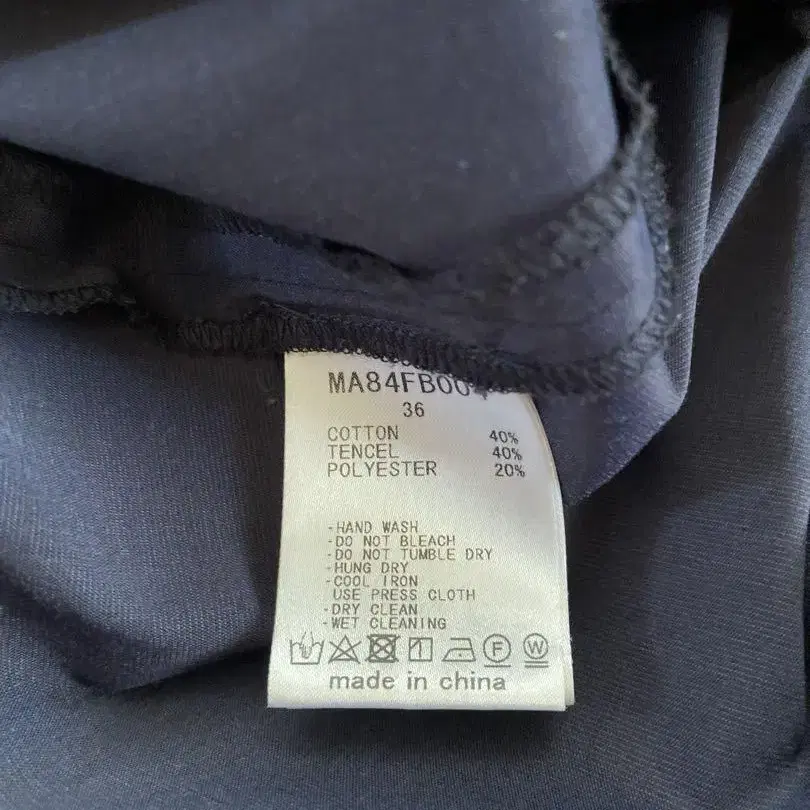 36
COTTON 40%
TENCEL 40%
POLYESTER 20%
-HAND WASH
-DO NOT BLEACH
-DO NOT TUMBLE DRY
-HUNG DRY
-COOL IRON
USE PRESS CLOTH
-DRY CLEAN
-WET CLEANING
F W
made in china